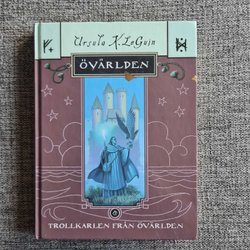 Ursula K. LeGuin
ÖVÄRLDEN
TROLLKARLEN FRÅN ÖVÄRLDEN